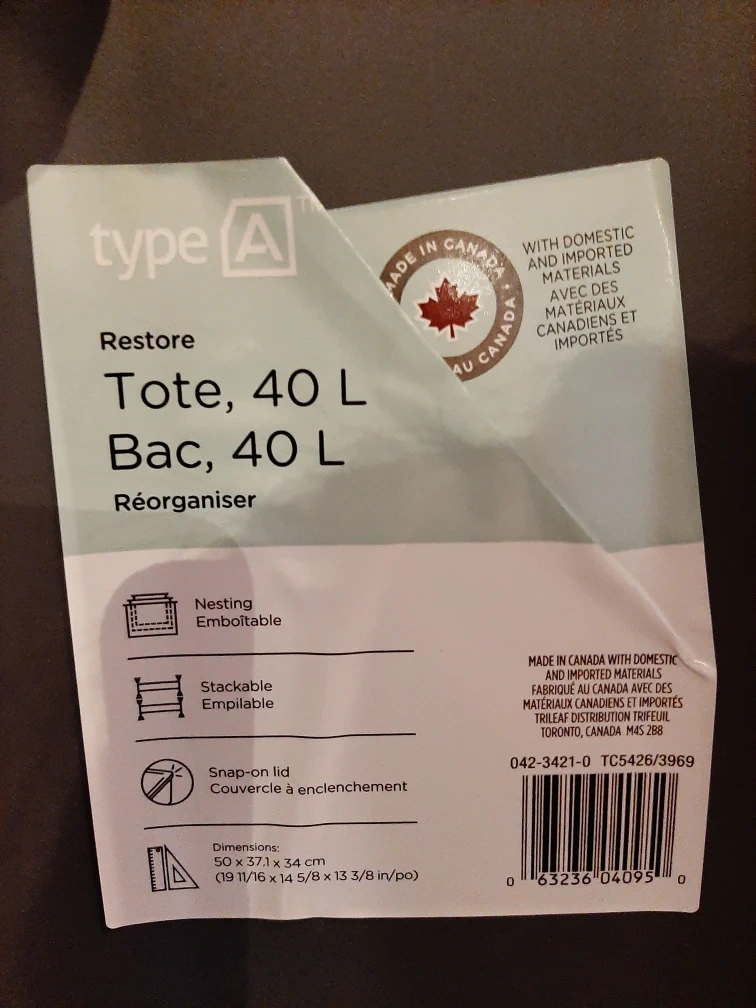 type A™
Restore
Tote, 40 L
Bac, 40 L
Réorganiser
MADE IN CANADA •
AU CANADA •
WITH DOMESTIC
AND IMPORTED
MATERIALS
AVEC DES
MATÉRIAUX
CANADIENS ET
IMPORTÉS
Nesting
Emboîtable
Stackable
Empilable
Snap-on lid
Couvercle à enclenchement
Dimensions:
50 x 37.1 x 34 cm
(19 11/16 x 14 5/8 x 13 3/8 in/po)
MADE IN CANADA WITH DOMESTIC
AND IMPORTED MATERIALS
FABRIQUÉ AU CANADA AVEC DES
MATÉRIAUX CANADIENS ET IMPORTÉS
TRILEAF DISTRIBUTION TRIFEUIL
TORONTO, CANADA M4S 2B8
042-3421-0 TC5426/3969
0 63236 04095 0